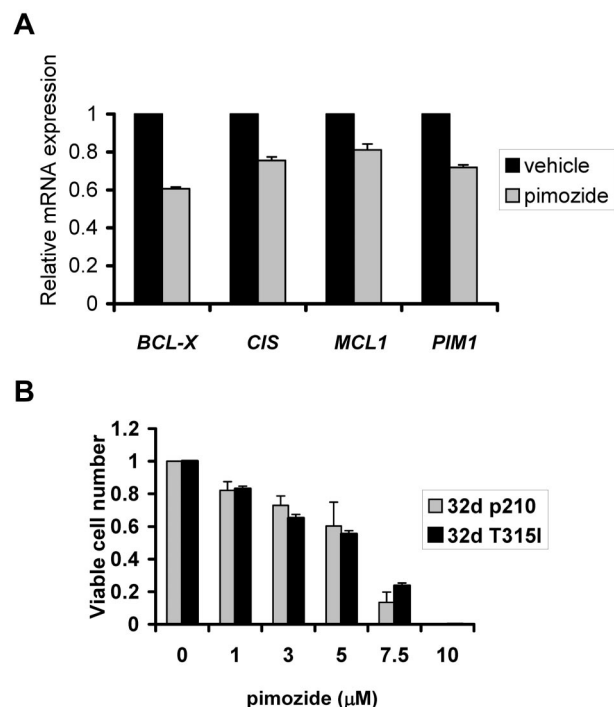 A
Relative mRNA expression
1
0.8
0.6
0.4
0.2
0
BCL-X CIS MCL1 PIM1
vehicle
pimozide
B
Viable cell number
1.2
1
0.8
0.6
0.4
0.2
0
0 1 3 5 7.5 10
pimozide (μM)
32d p210
32d T315I